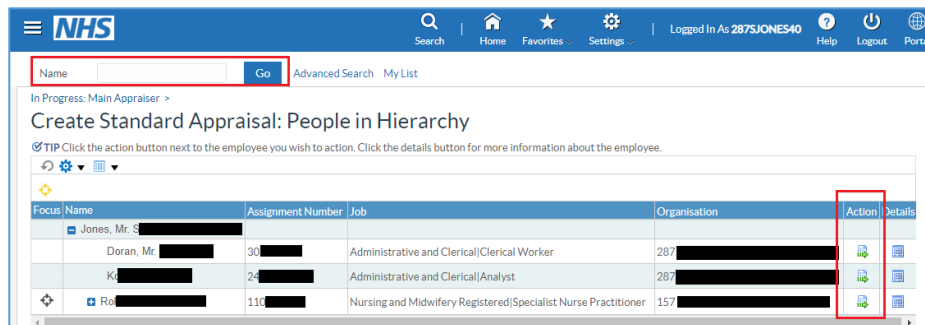 NHS
Search Home Favorites Settings Logged In As 287SJONES40 Help Logout
Name Go Advanced Search My List
In Progress: Main Appraiser >
Create Standard Appraisal: People in Hierarchy
TIP Click the action button next to the employee you wish to action. Click the details button for more information about the employee.
Focus Name Assignment Number Job Organisation Action Details
Jones, Mr. S
Doran, Mr. 30 Administrative and Clerical|Clerical Worker 287
24 Administrative and Clerical|Analyst 287
110 Nursing and Midwifery Registered|Specialist Nurse Practitioner 157